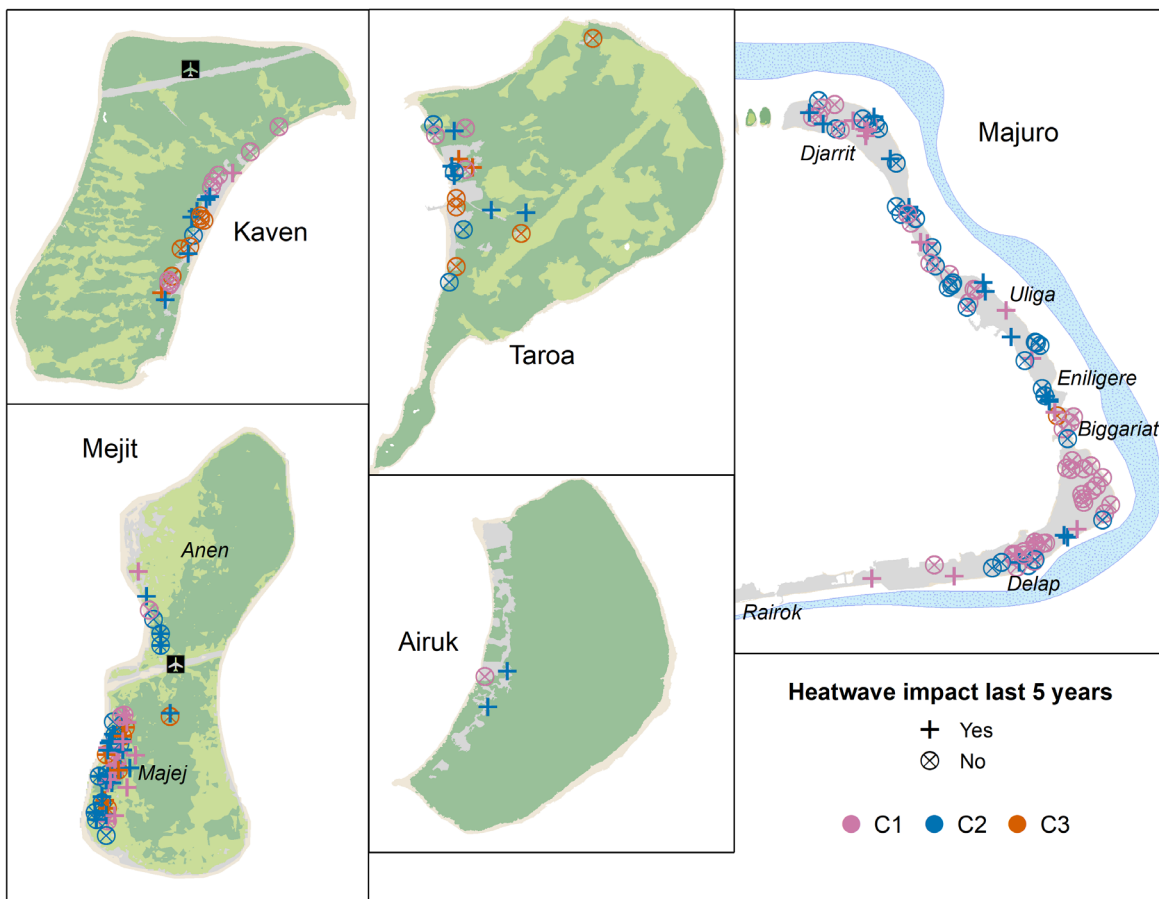 Kaven
Taroa
Majuro
Djarrit
Uliga
Eniligere
Biggariat
Delap
Rairok
Mejit
Anen
Majej
Airuk
Heatwave impact last 5 years
Yes
No
C1 C2 C3